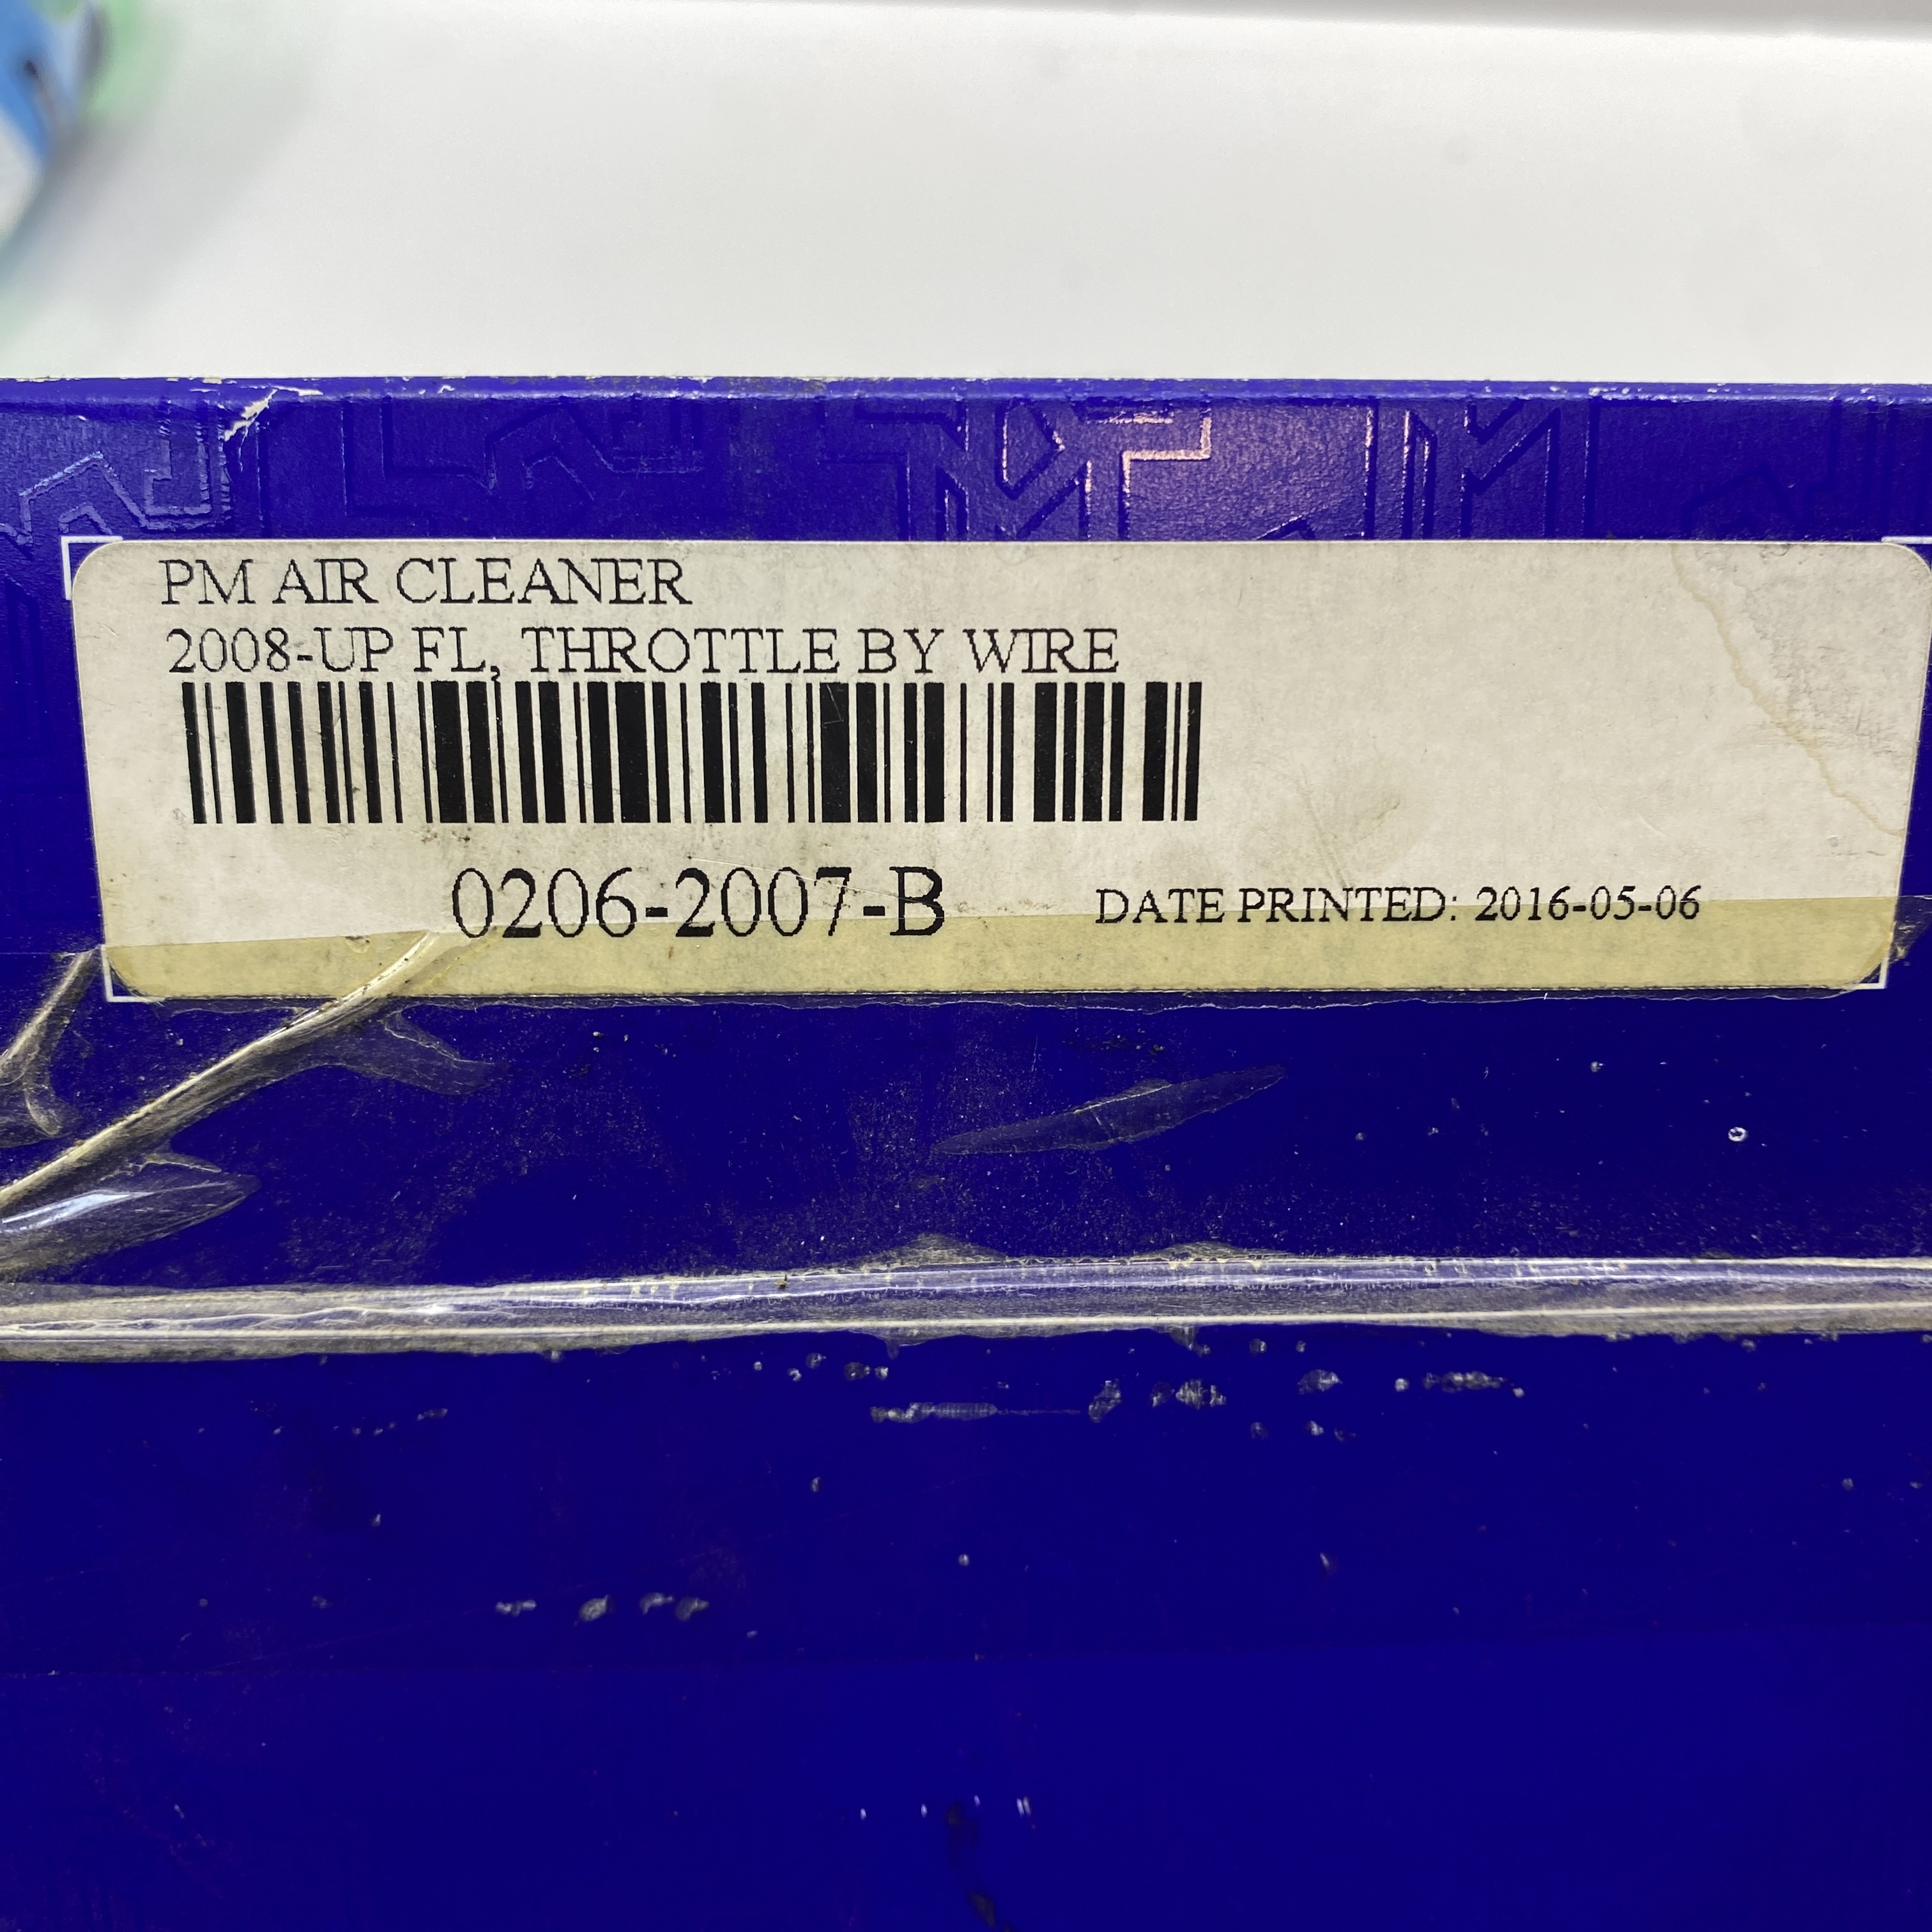 PM AIR CLEANER
2008-UP FL, THROTTLE BY WIRE
0206-2007-B
DATE PRINTED: 2016-05-06